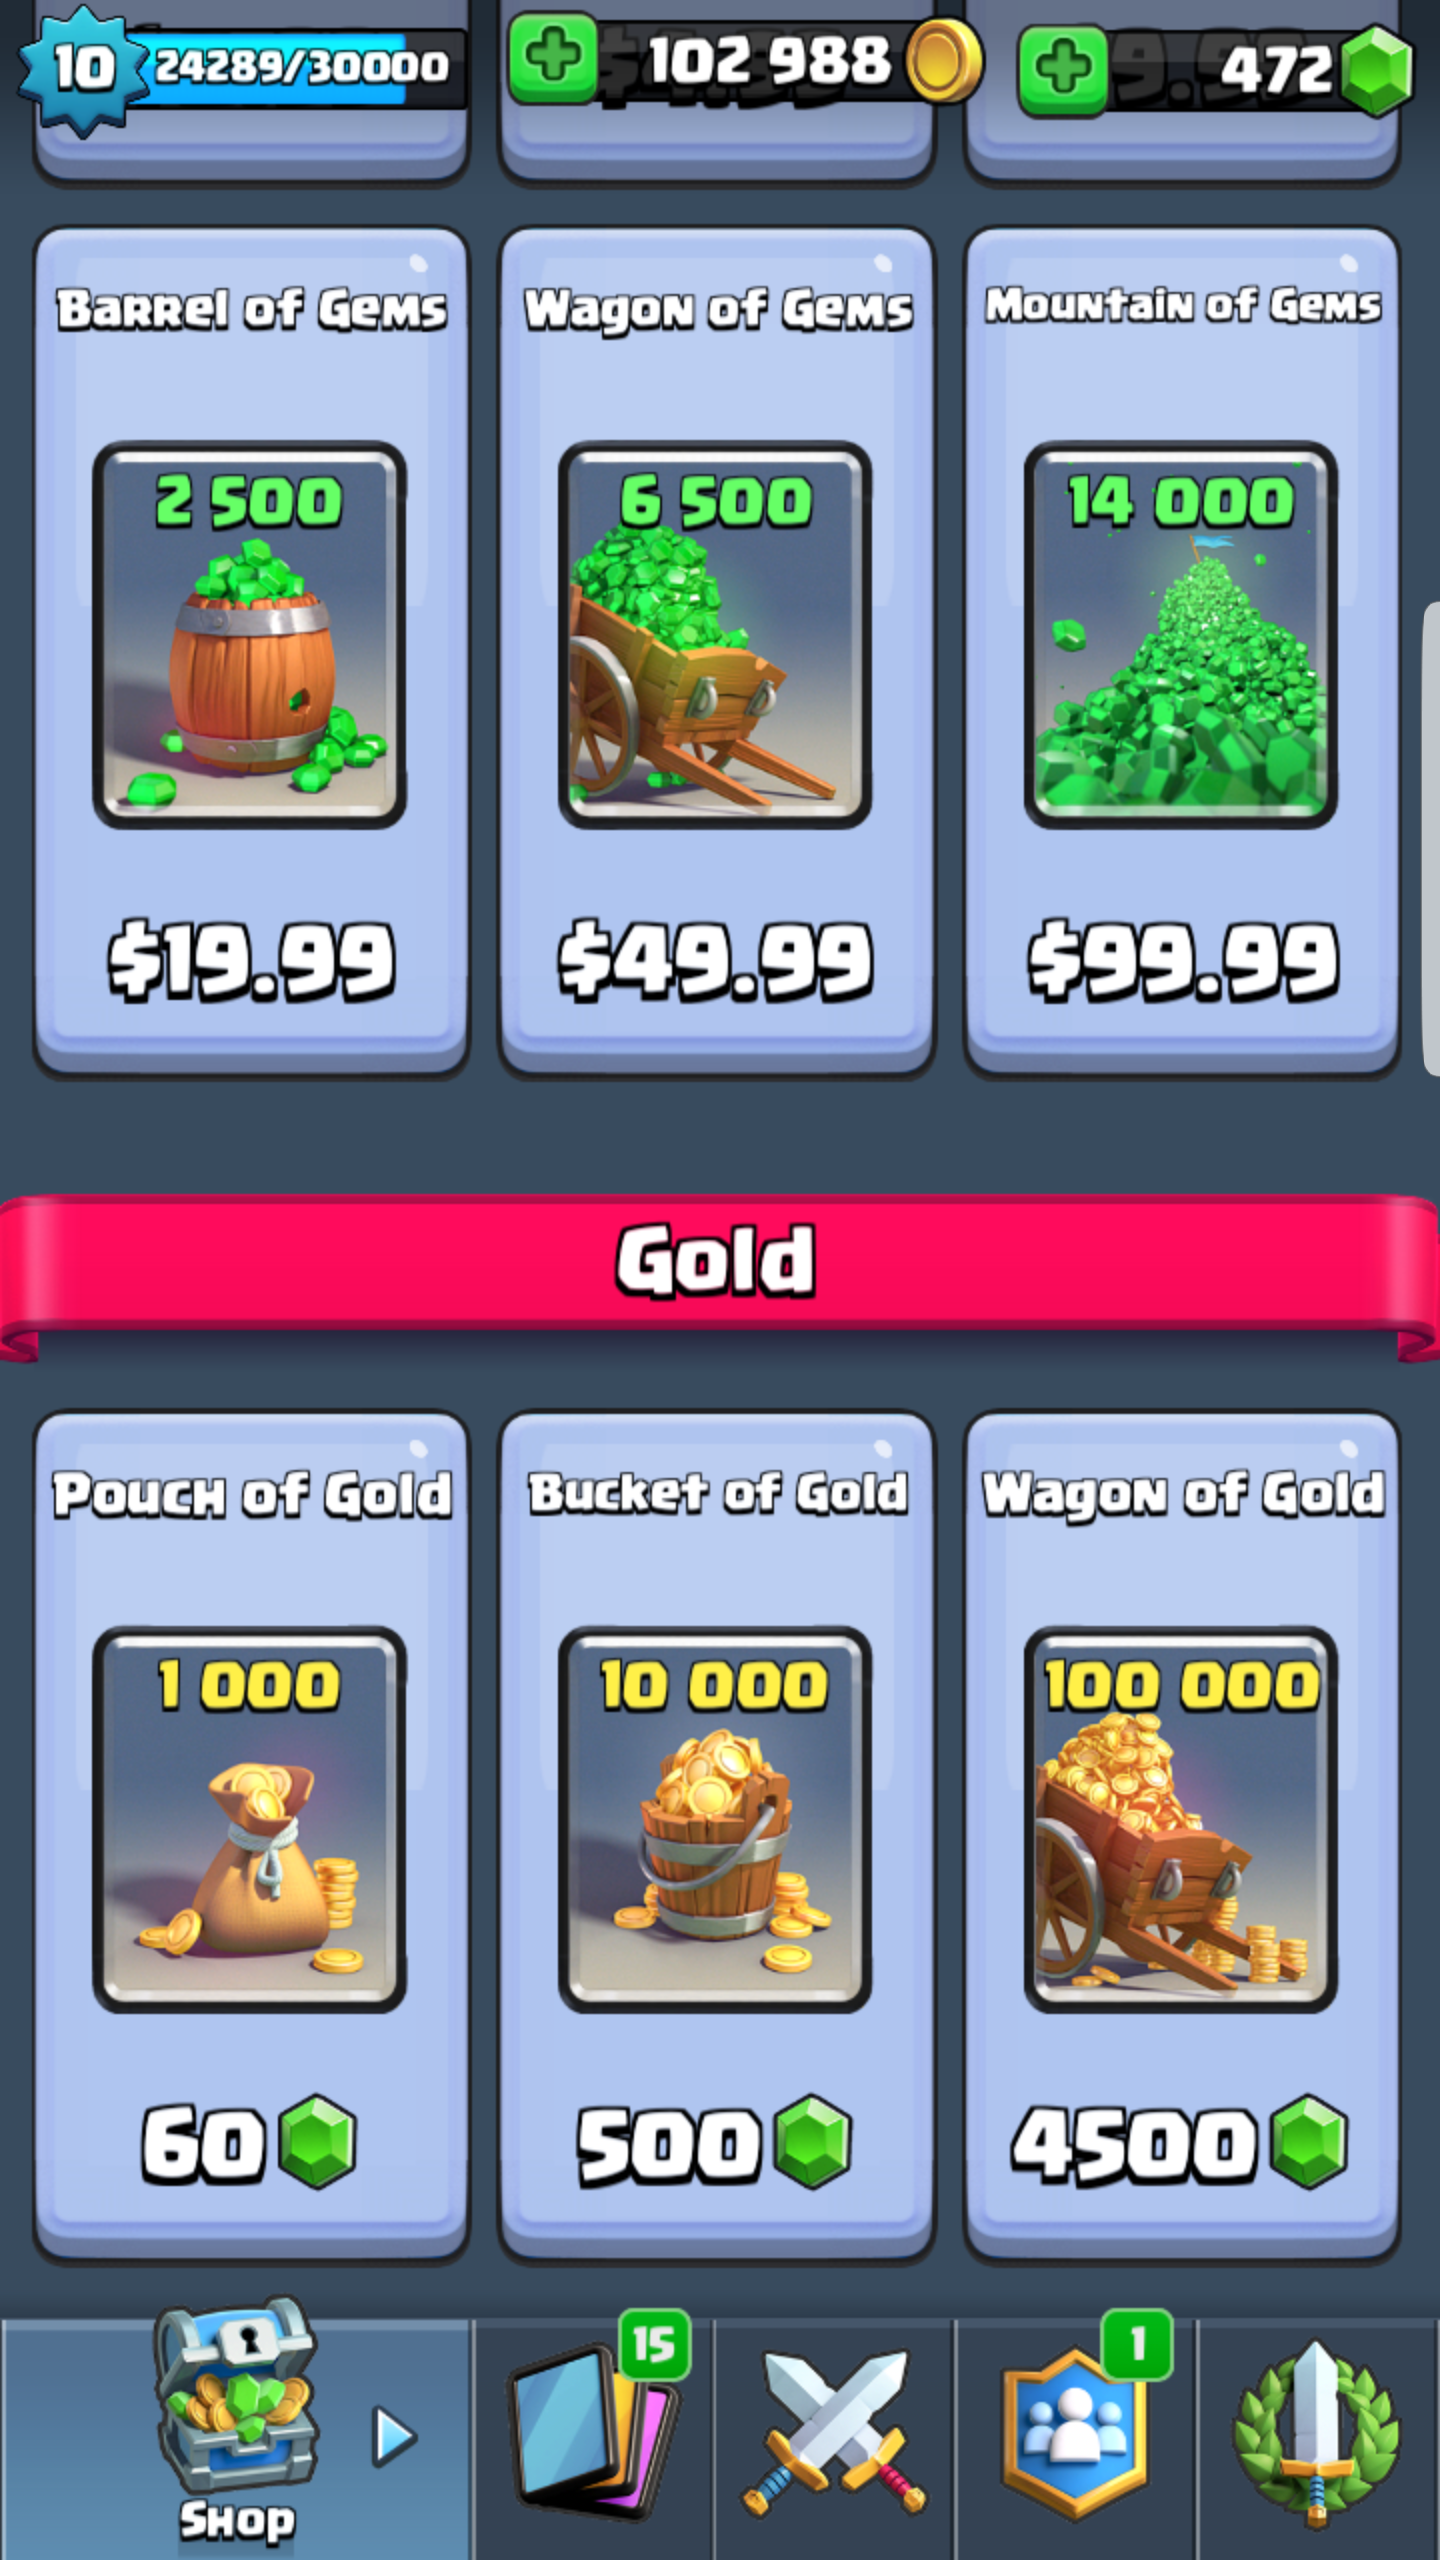 10 24289/30000 102 988 472
Barrel of Gems
Wagon of Gems
Mountain of Gems
2 500
6 500
14 000
$19.99
$49.99
$99.99
Gold
Pouch of Gold
Bucket of Gold
Wagon of Gold
1 000
10 000
100 000
60
500
4500
15
1
Shop